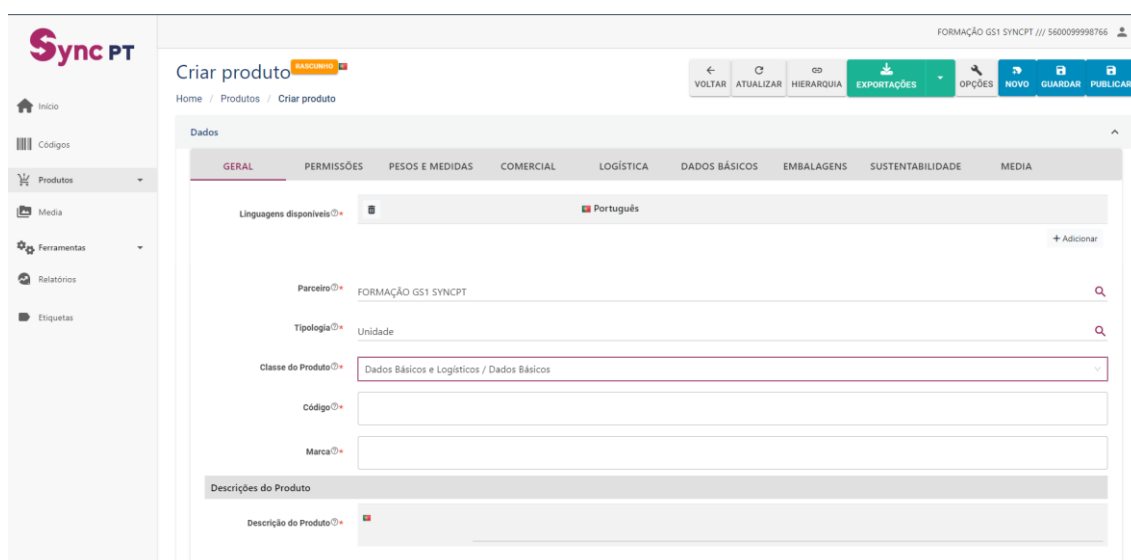 Sync PT
FORMAÇÃO GS1 SYNCPT /// 5600099998766
Criar produto RASCUNHO
Home / Produtos / Criar produto
VOLTAR ATUALIZAR HIERARQUIA EXPORTAÇÕES OPÇÕES NOVO GUARDAR PUBLICAR
Início
Códigos
Produtos
Media
Ferramentas
Relatórios
Etiquetas
Dados
GERAL PERMISSÕES PESOS E MEDIDAS COMERCIAL LOGÍSTICA DADOS BÁSICOS EMBALAGENS SUSTENTABILIDADE MEDIA
Linguagens disponíveis?* Português
+ Adicionar
Parceiro?* FORMAÇÃO GS1 SYNCPT
Tipologia?* Unidade
Classe do Produto?* Dados Básicos e Logísticos / Dados Básicos
Código?*
Marca?*
Descrições do Produto
Descrição do Produto?*